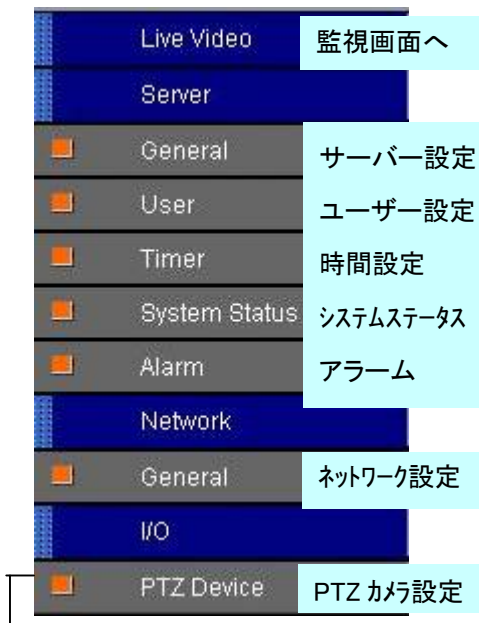 Live Video 監視画面へ
Server
General サーバー設定
User ユーザー設定
Timer 時間設定
System Status ｼｽﾃﾑｽﾃｰﾀｽ
Alarm アラーム
Network
General ﾈｯﾄﾜｰｸ設定
I/O
PTZ Device PTZ ｶﾒﾗ設定